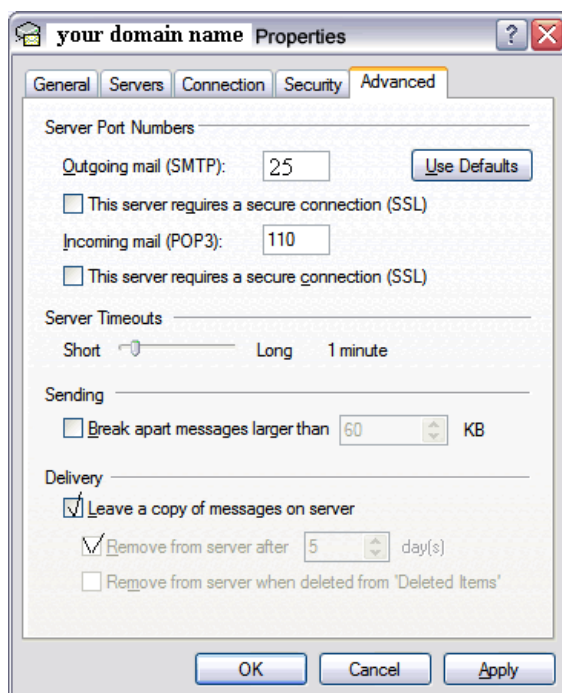 your domain name Properties
General Servers Connection Security Advanced
Server Port Numbers
Outgoing mail (SMTP): 25 Use Defaults
This server requires a secure connection (SSL)
Incoming mail (POP3): 110
This server requires a secure connection (SSL)
Server Timeouts
Short Long 1 minute
Sending
Break apart messages larger than 60 KB
Delivery
Leave a copy of messages on server
Remove from server after 5 day(s)
Remove from server when deleted from 'Deleted Items'
OK Cancel Apply